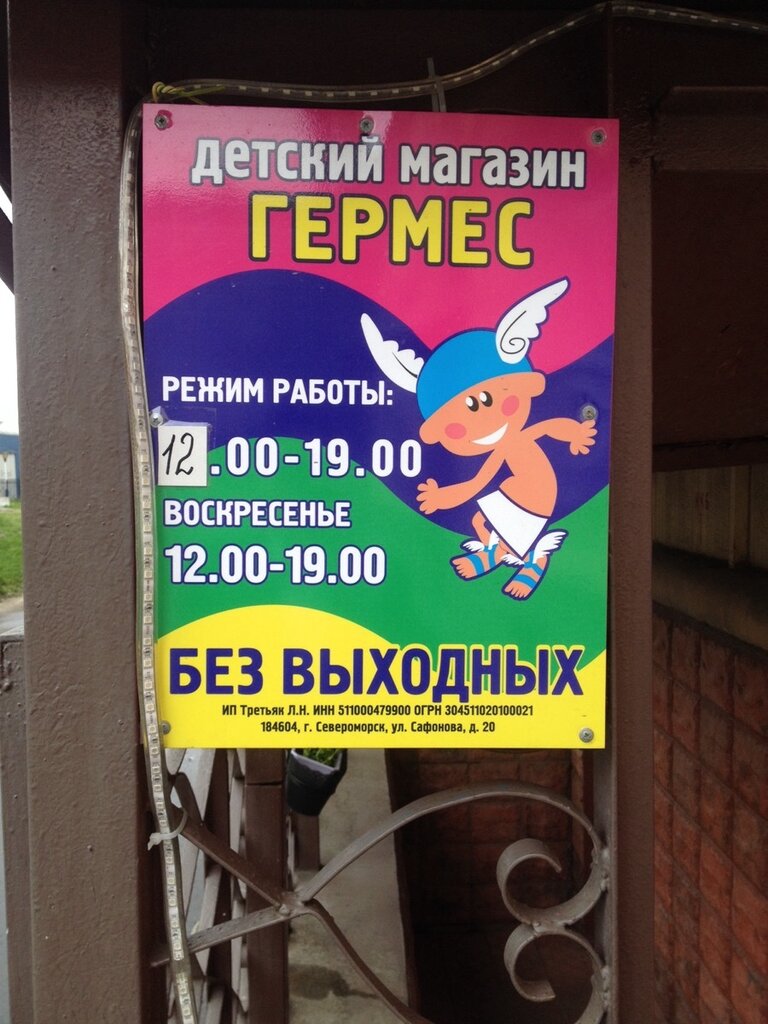 детский магазин
ГЕРМЕС
РЕЖИМ РАБОТЫ:
12.00-19.00
ВОСКРЕСЕНЬЕ
12.00-19.00
БЕЗ ВЫХОДНЫХ
ИП Третьяк Л.Н. ИНН 511000479900 ОГРН 304511020100021
184604, г. Североморск, ул. Сафонова, д. 20